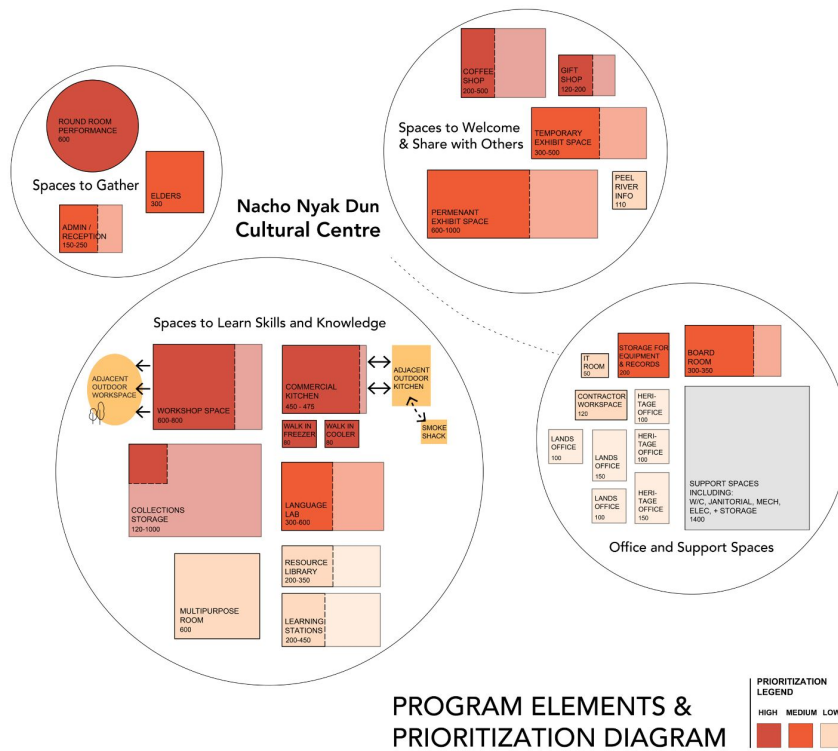 ROUND ROOM
PERFORMANCE
600
Spaces to Gather
ELDERS
300
ADMIN /
RECEPTION
150-250
Nacho Nyak Dun
Cultural Centre
COFFEE
SHOP
200-500
GIFT
SHOP
120-200
Spaces to Welcome
& Share with Others
TEMPORARY
EXHIBIT SPACE
300-500
PERMENANT
EXHIBIT SPACE
600-1000
PEEL
RIVER
INFO
110
Spaces to Learn Skills and Knowledge
ADJACENT
OUTDOOR
WORKSPACE
WORKSHOP SPACE
600-800
COMMERCIAL
KITCHEN
450 - 475
ADJACENT
OUTDOOR
KITCHEN
WALK IN
FREEZER
80
WALK IN
COOLER
80
SMOKE
SHACK
COLLECTIONS
STORAGE
120-1000
LANGUAGE
LAB
300-600
MULTIPURPOSE
ROOM
600
RESOURCE
LIBRARY
200-350
LEARNING
STATIONS
200-450
IT
ROOM
50
STORAGE FOR
EQUIPMENT
& RECORDS
200
BOARD
ROOM
300-350
CONTRACTOR
WORKSPACE
120
HERI-
TAGE
OFFICE
100
LANDS
OFFICE
100
LANDS
OFFICE
150
HERI-
TAGE
OFFICE
100
LANDS
OFFICE
100
HERI-
TAGE
OFFICE
150
SUPPORT SPACES
INCLUDING:
W/C, JANITORIAL, MECH,
ELEC, + STORAGE
1400
Office and Support Spaces
PROGRAM ELEMENTS &
PRIORITIZATION DIAGRAM
PRIORITIZATION
LEGEND
HIGH MEDIUM LOW